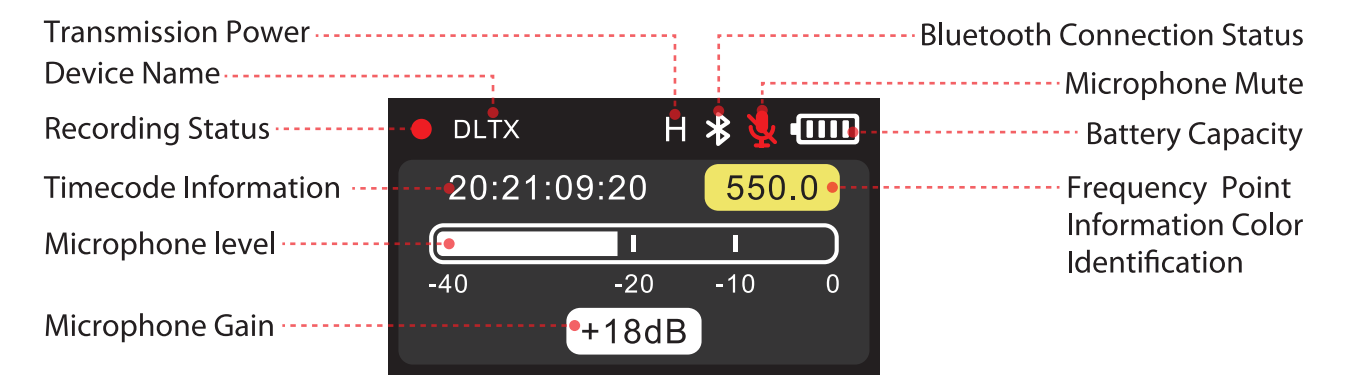 Transmission Power
Device Name
Recording Status
Timecode Information
Microphone level
Microphone Gain
DLTX H
20:21:09:20 550.0
-40 -20 -10 0
+18dB
Bluetooth Connection Status
Microphone Mute
Battery Capacity
Frequency Point
Information Color
Identification